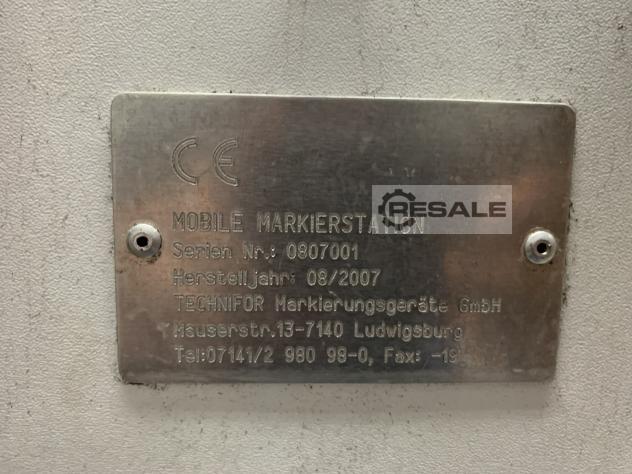 CE
RESALE
MOBILE MARKIERSTATION
Serien Nr.: 0807001
Herstelljahr: 08/2007
TECHNIFOR Markierungsgeräte GmbH
Mauserstr.13-7140 Ludwigsburg
Tel:07141/2 980 98-0, Fax: -19